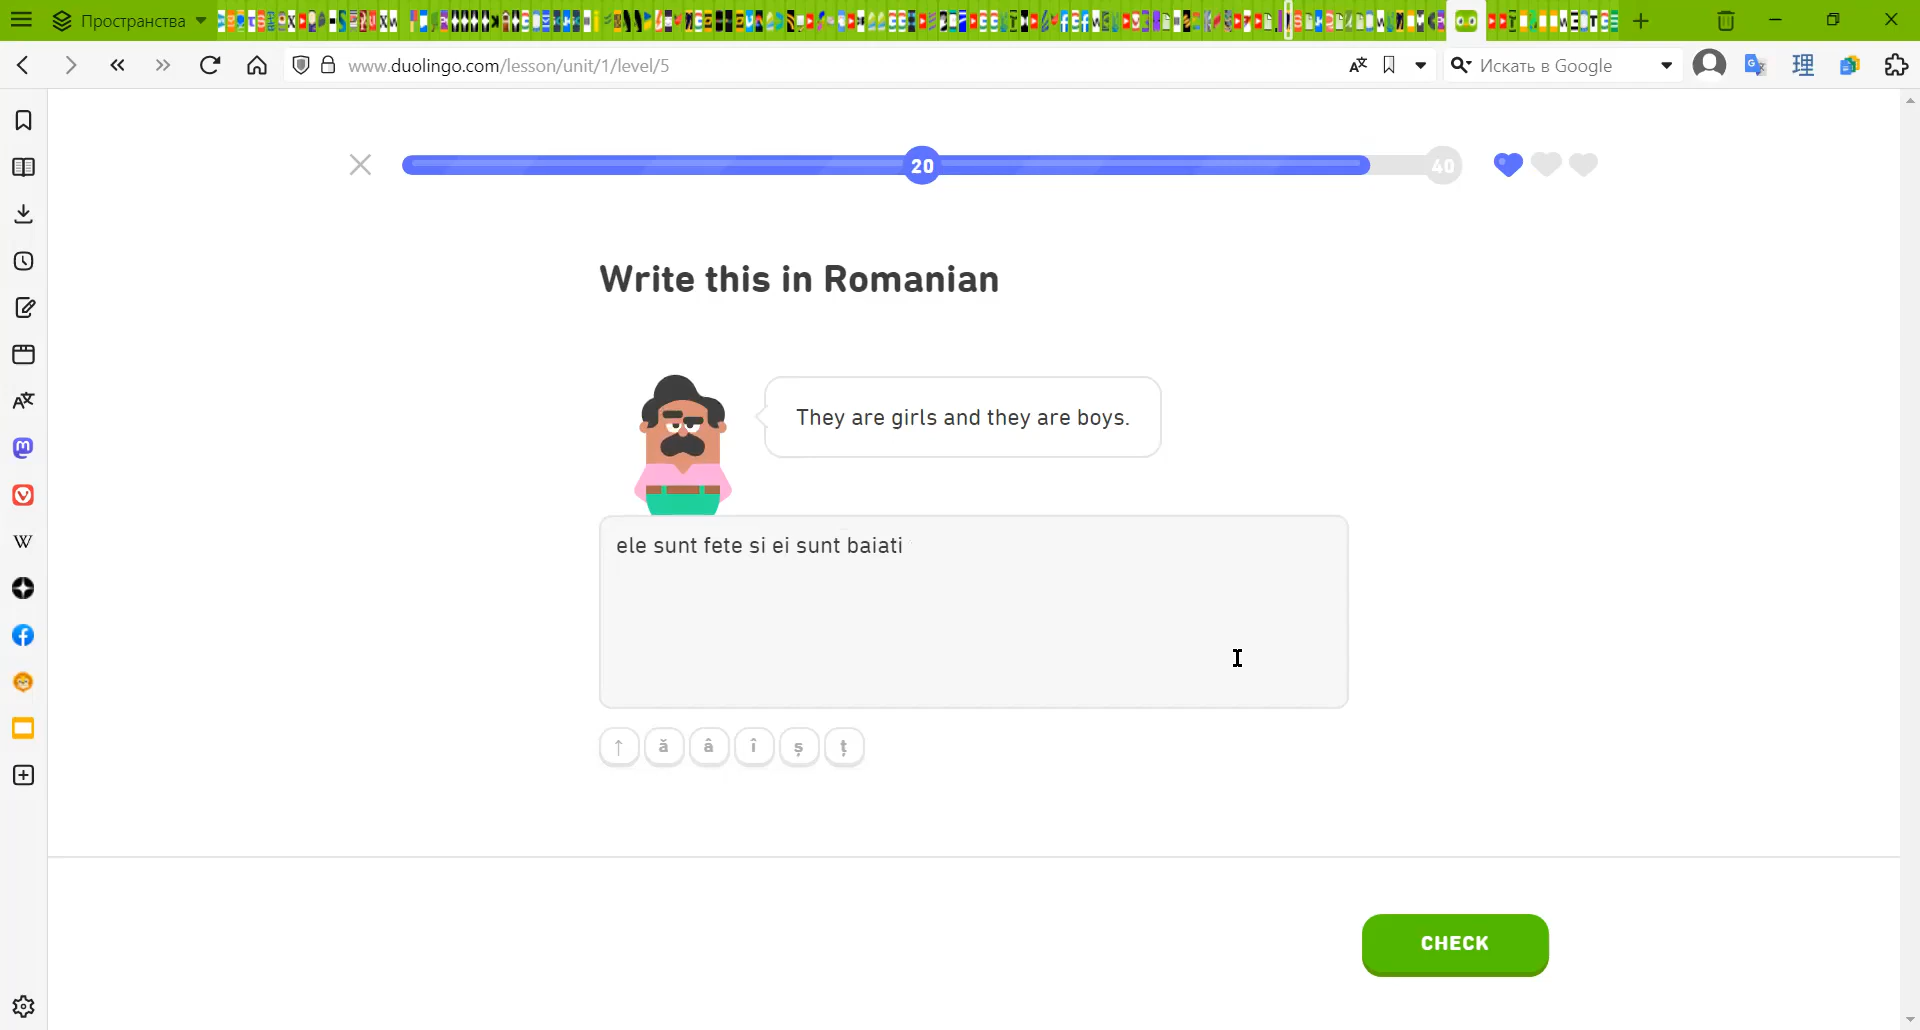 Пространства
www.duolingo.com/lesson/unit/1/level/5
Искать в Google
20
40
Write this in Romanian
They are girls and they are boys.
ele sunt fete si ei sunt baiati
↑ ă â î ș ț
CHECK